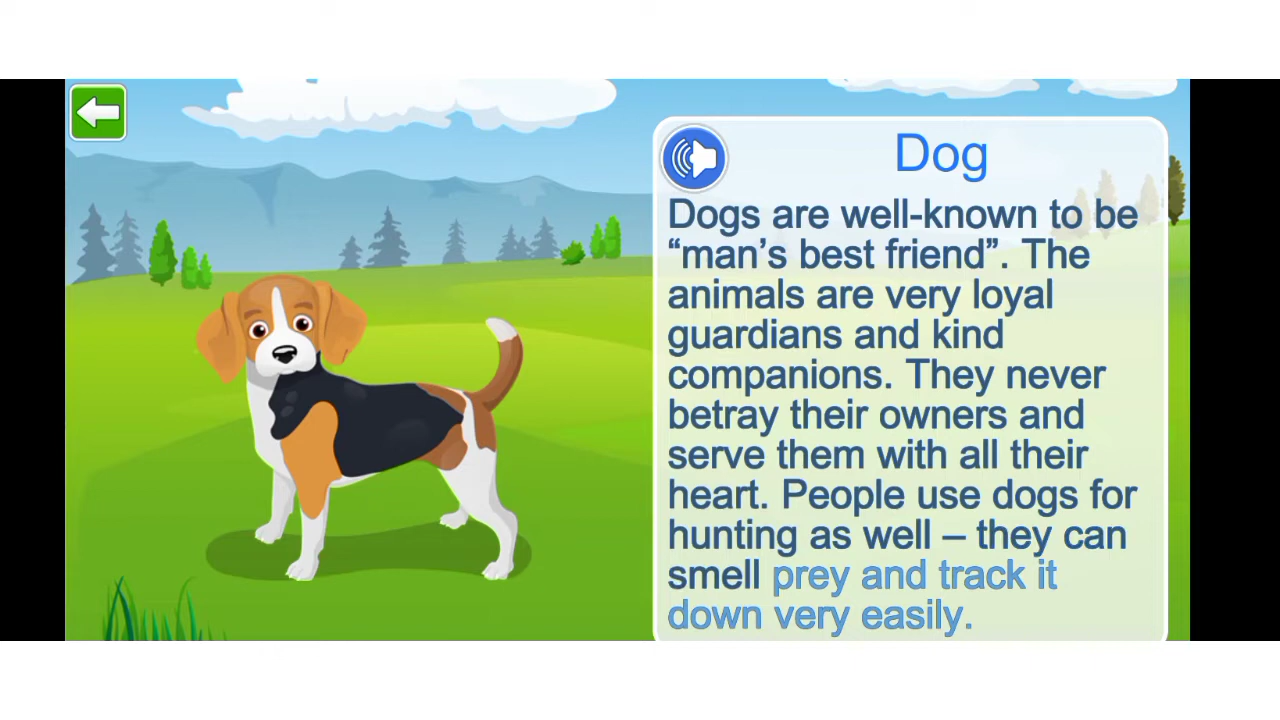 Dog
Dogs are well-known to be
“man’s best friend”. The
animals are very loyal
guardians and kind
companions. They never
betray their owners and
serve them with all their
heart. People use dogs for
hunting as well – they can
smell prey and track it
down very easily.